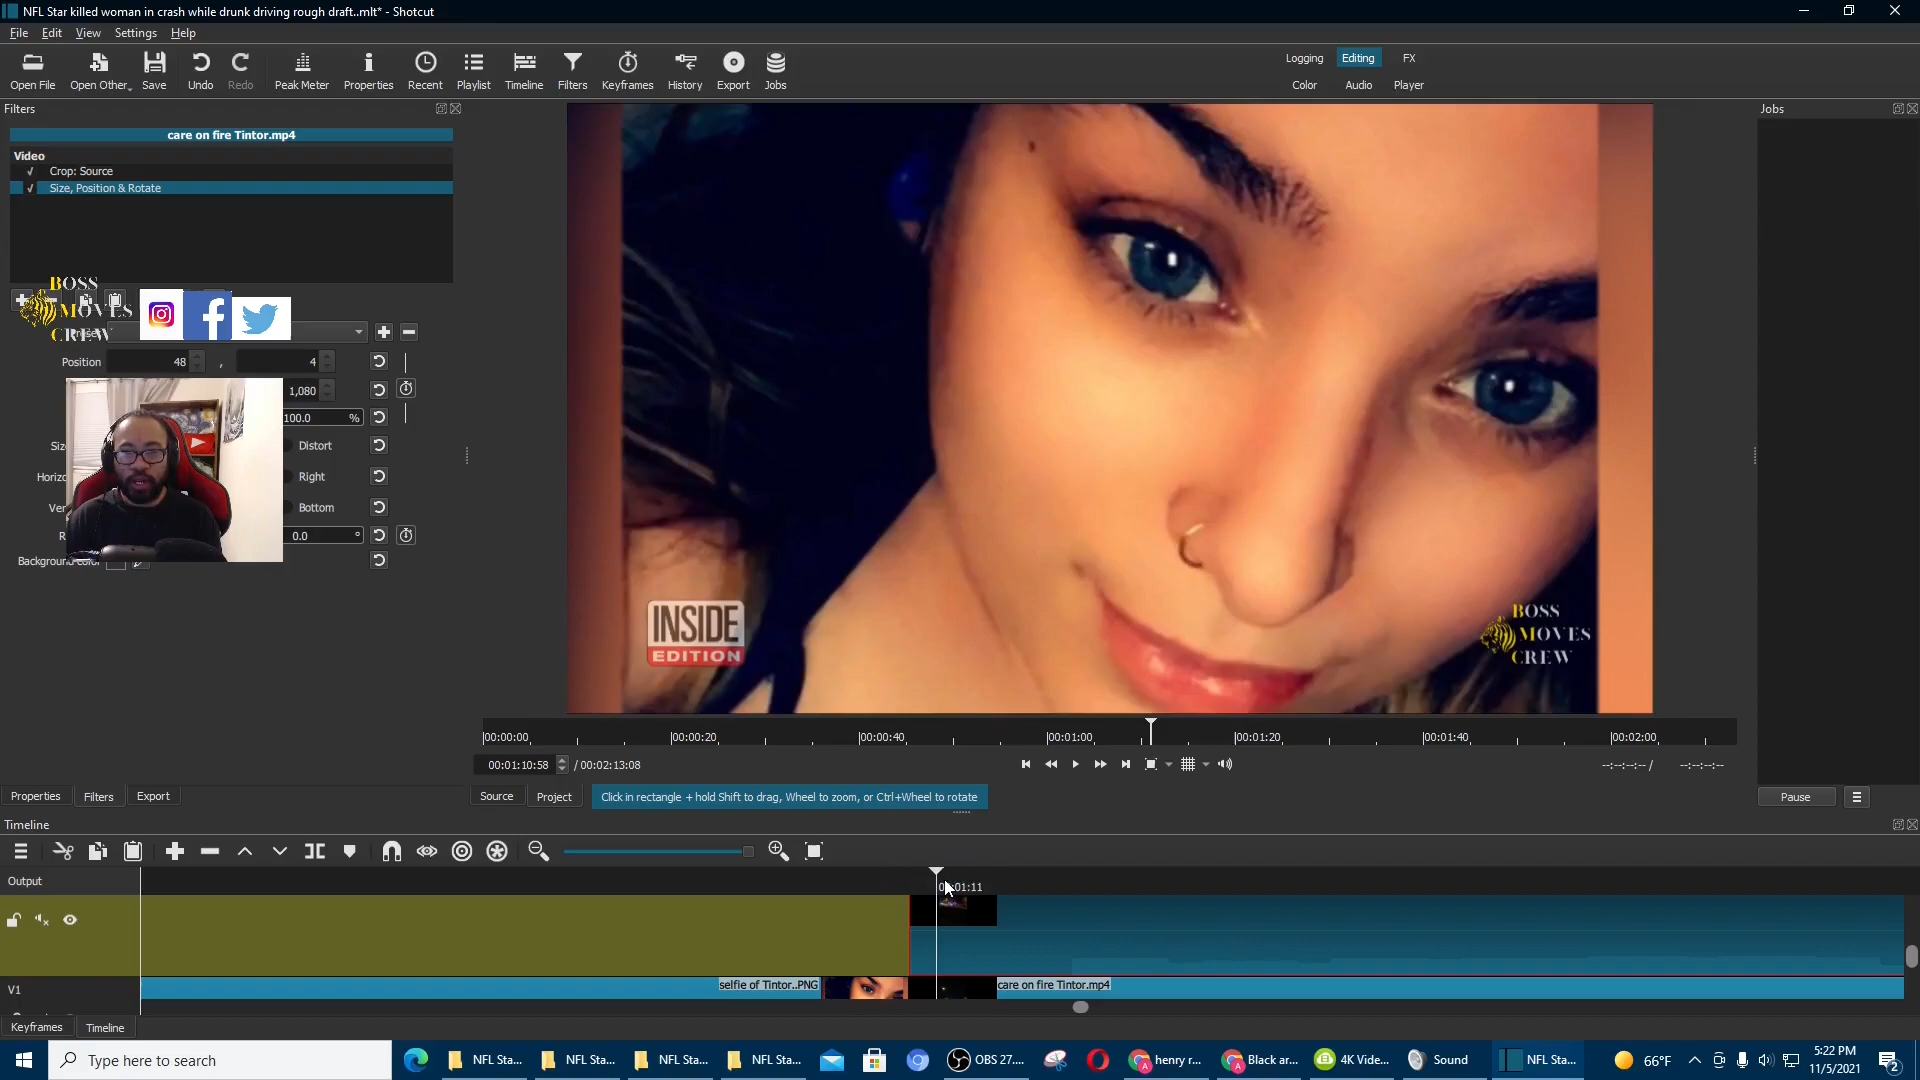 NFL Star killed woman in crash while drunk driving rough draft..mlt* - Shotcut
File Edit View Settings Help
Open File Open Other.. Save Undo Redo Peak Meter Properties Recent Playlist Timeline Filters Keyframes History Export Jobs
Logging Editing FX
Color Audio Player
Filters
Jobs
care on fire Tintor.mp4
Video
✓ Crop: Source
✓ Size, Position & Rotate
BOSS
MOVES
CREW
Position 48 , 4
1,080
100.0 %
Distort
Right
Bottom
0.0 °
Background color
INSIDE
EDITION
BOSS
MOVES
CREW
00:00:00 00:00:20 00:00:40 00:01:00 00:01:20 00:01:40 00:02:00
00:01:10:58 / 00:02:13:08
--:--:--:-- / --:--:--:--
Properties Filters Export
Source Project Click in rectangle + hold Shift to drag, Wheel to zoom, or Ctrl+Wheel to rotate
Pause
Timeline
Output
:01:11
V1
selfie of Tintor..PNG
care on fire Tintor.mp4
Keyframes Timeline
Type here to search
NFL Sta... NFL Sta... NFL Sta... NFL Sta... OBS 27.... henry r... Black ar... 4K Vide... Sound NFL Sta...
66°F
5:22 PM
11/5/2021
2